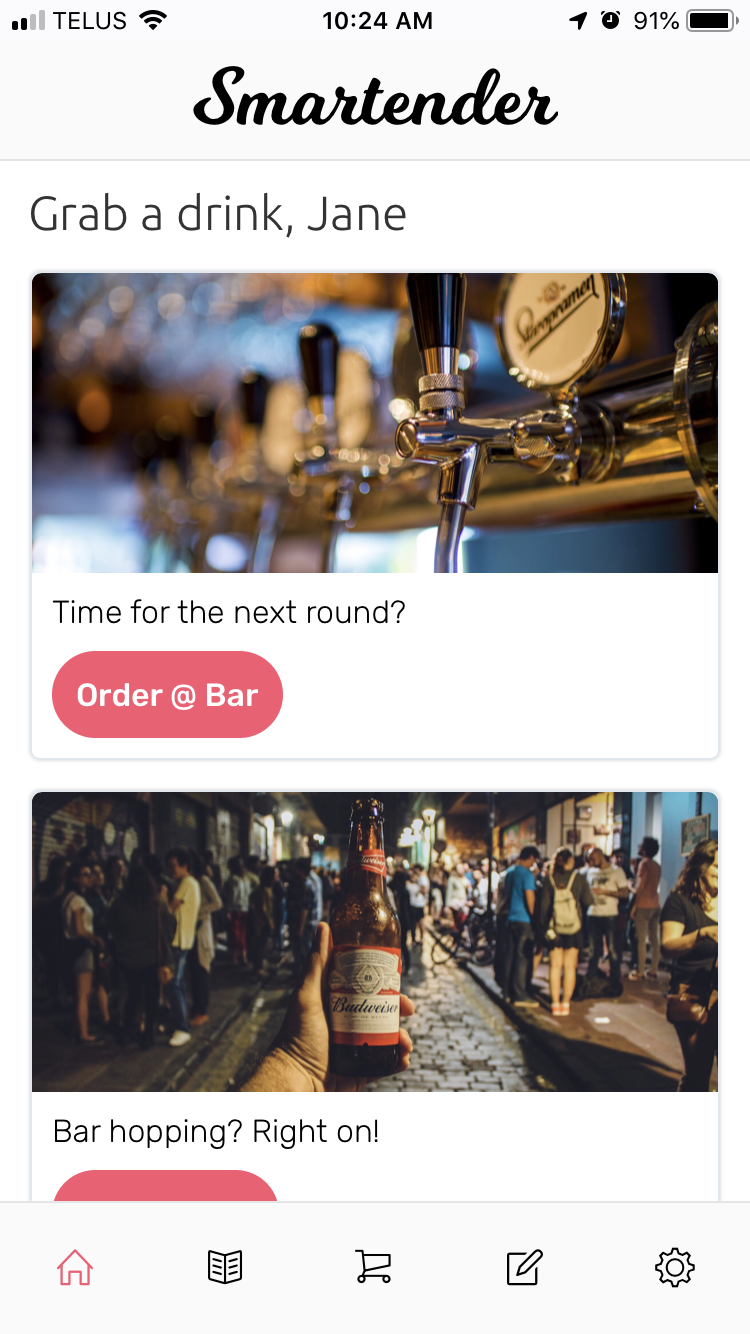 TELUS 10:24 AM 91%
Smartender
Grab a drink, Jane
Staropramen
Time for the next round?
Order @ Bar
Budweiser
Bar hopping? Right on!